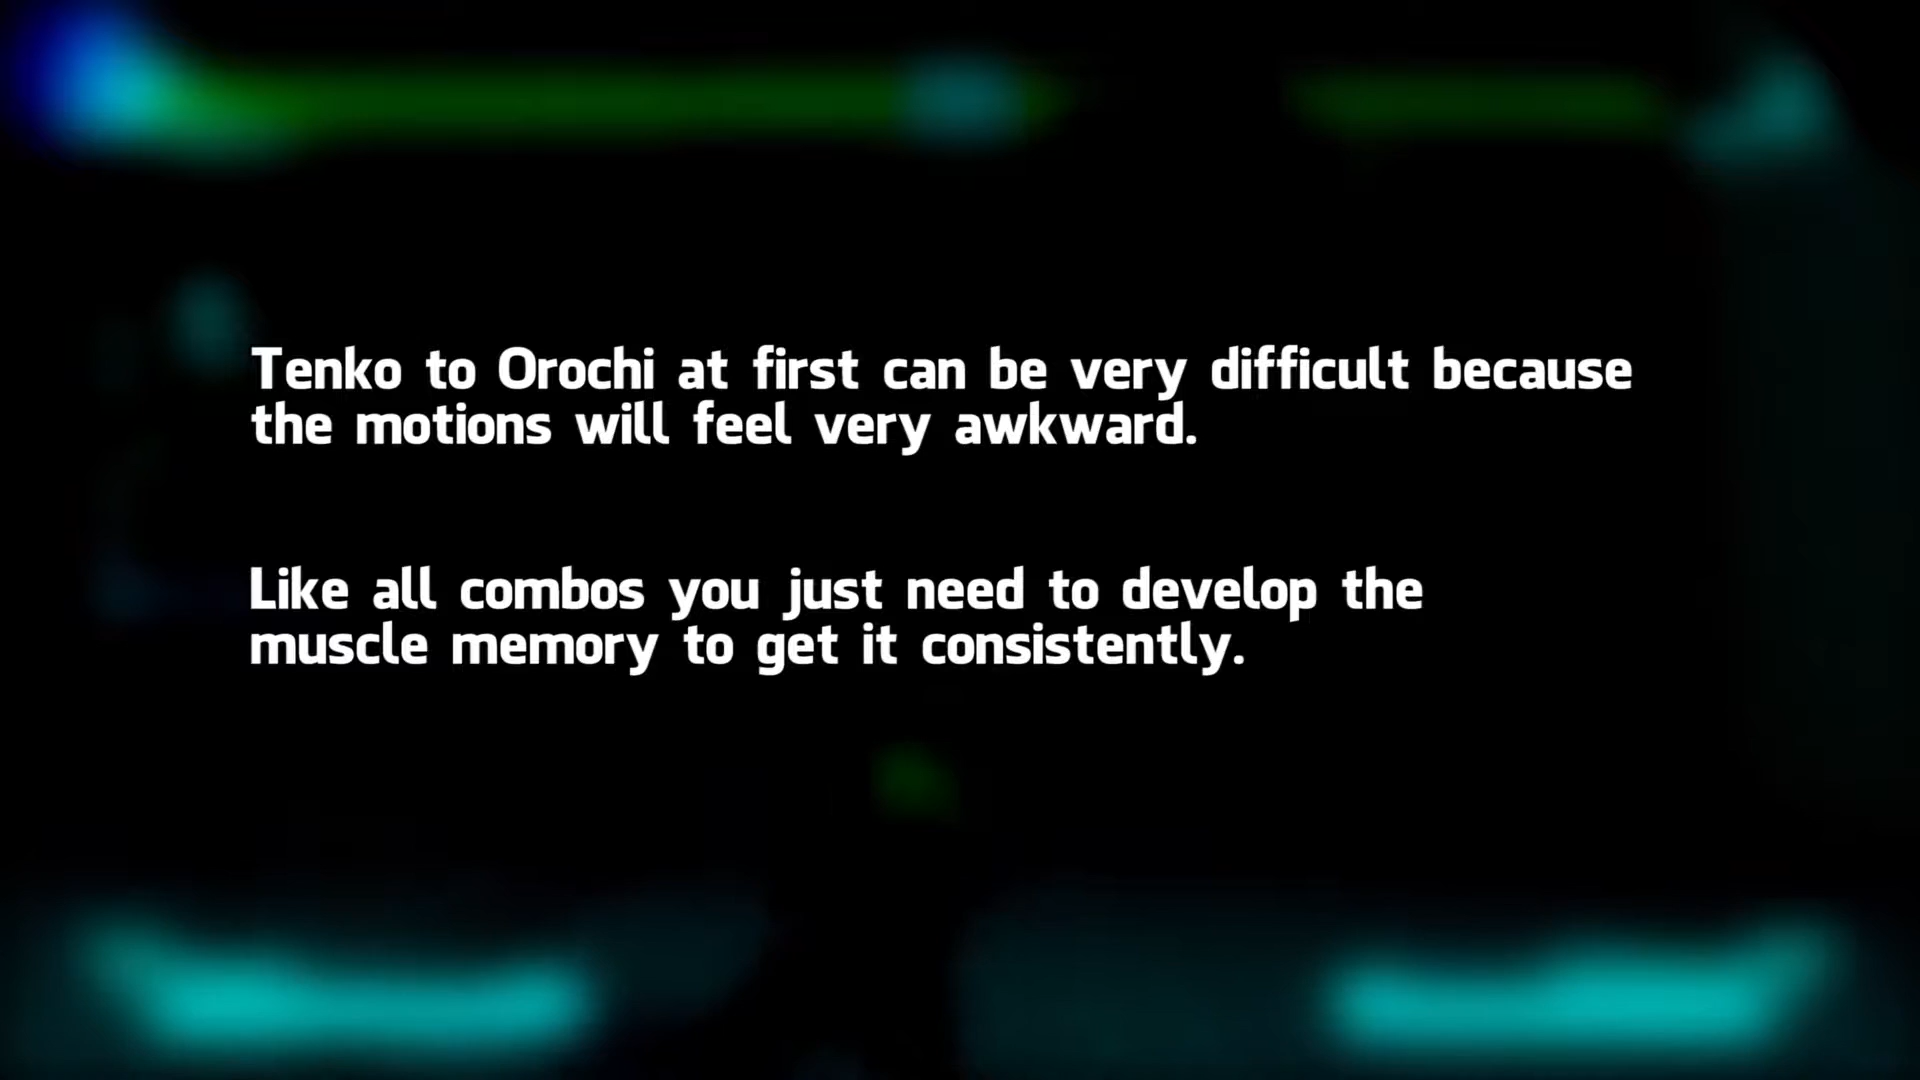 Tenko to Orochi at first can be very difficult because
the motions will feel very awkward.
Like all combos you just need to develop the
muscle memory to get it consistently.